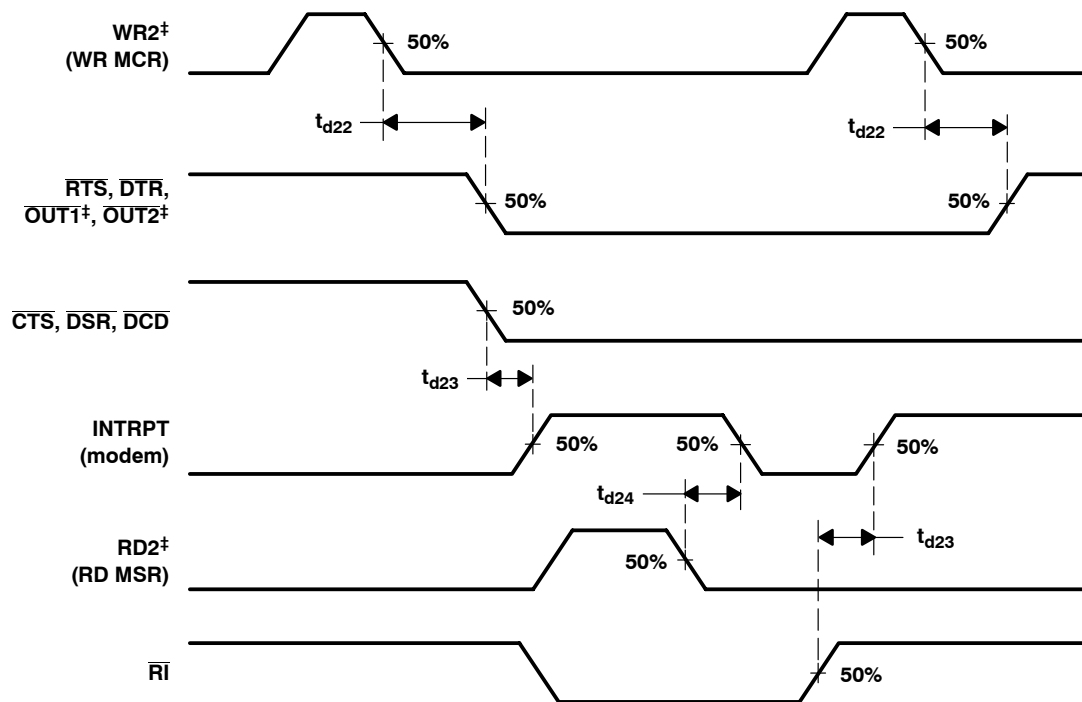 WR2‡
(WR MCR)
50%
50%
td22
td22
RTS, DTR,
OUT1‡, OUT2‡
50%
50%
CTS, DSR, DCD
50%
td23
INTRPT
(modem)
50%
50%
50%
td24
td23
RD2‡
(RD MSR)
50%
RI
50%